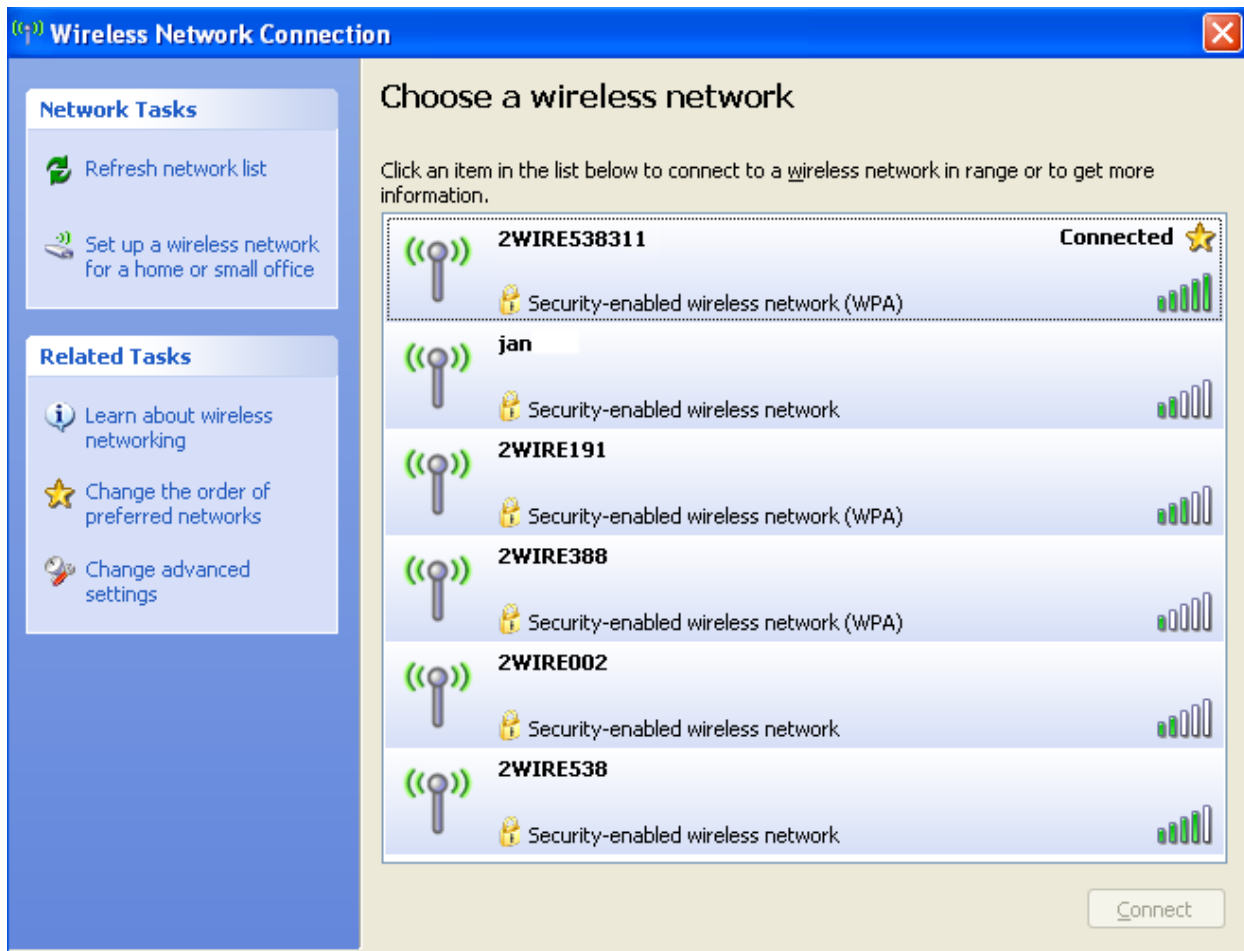 Wireless Network Connection
Network Tasks
Refresh network list
Set up a wireless network
for a home or small office
Related Tasks
Learn about wireless
networking
Change the order of
preferred networks
Change advanced
settings
Choose a wireless network
Click an item in the list below to connect to a wireless network in range or to get more
information.
2WIRE538311 Connected
Security-enabled wireless network (WPA)
jan
Security-enabled wireless network
2WIRE191
Security-enabled wireless network (WPA)
2WIRE388
Security-enabled wireless network (WPA)
2WIRE002
Security-enabled wireless network
2WIRE538
Security-enabled wireless network
Connect